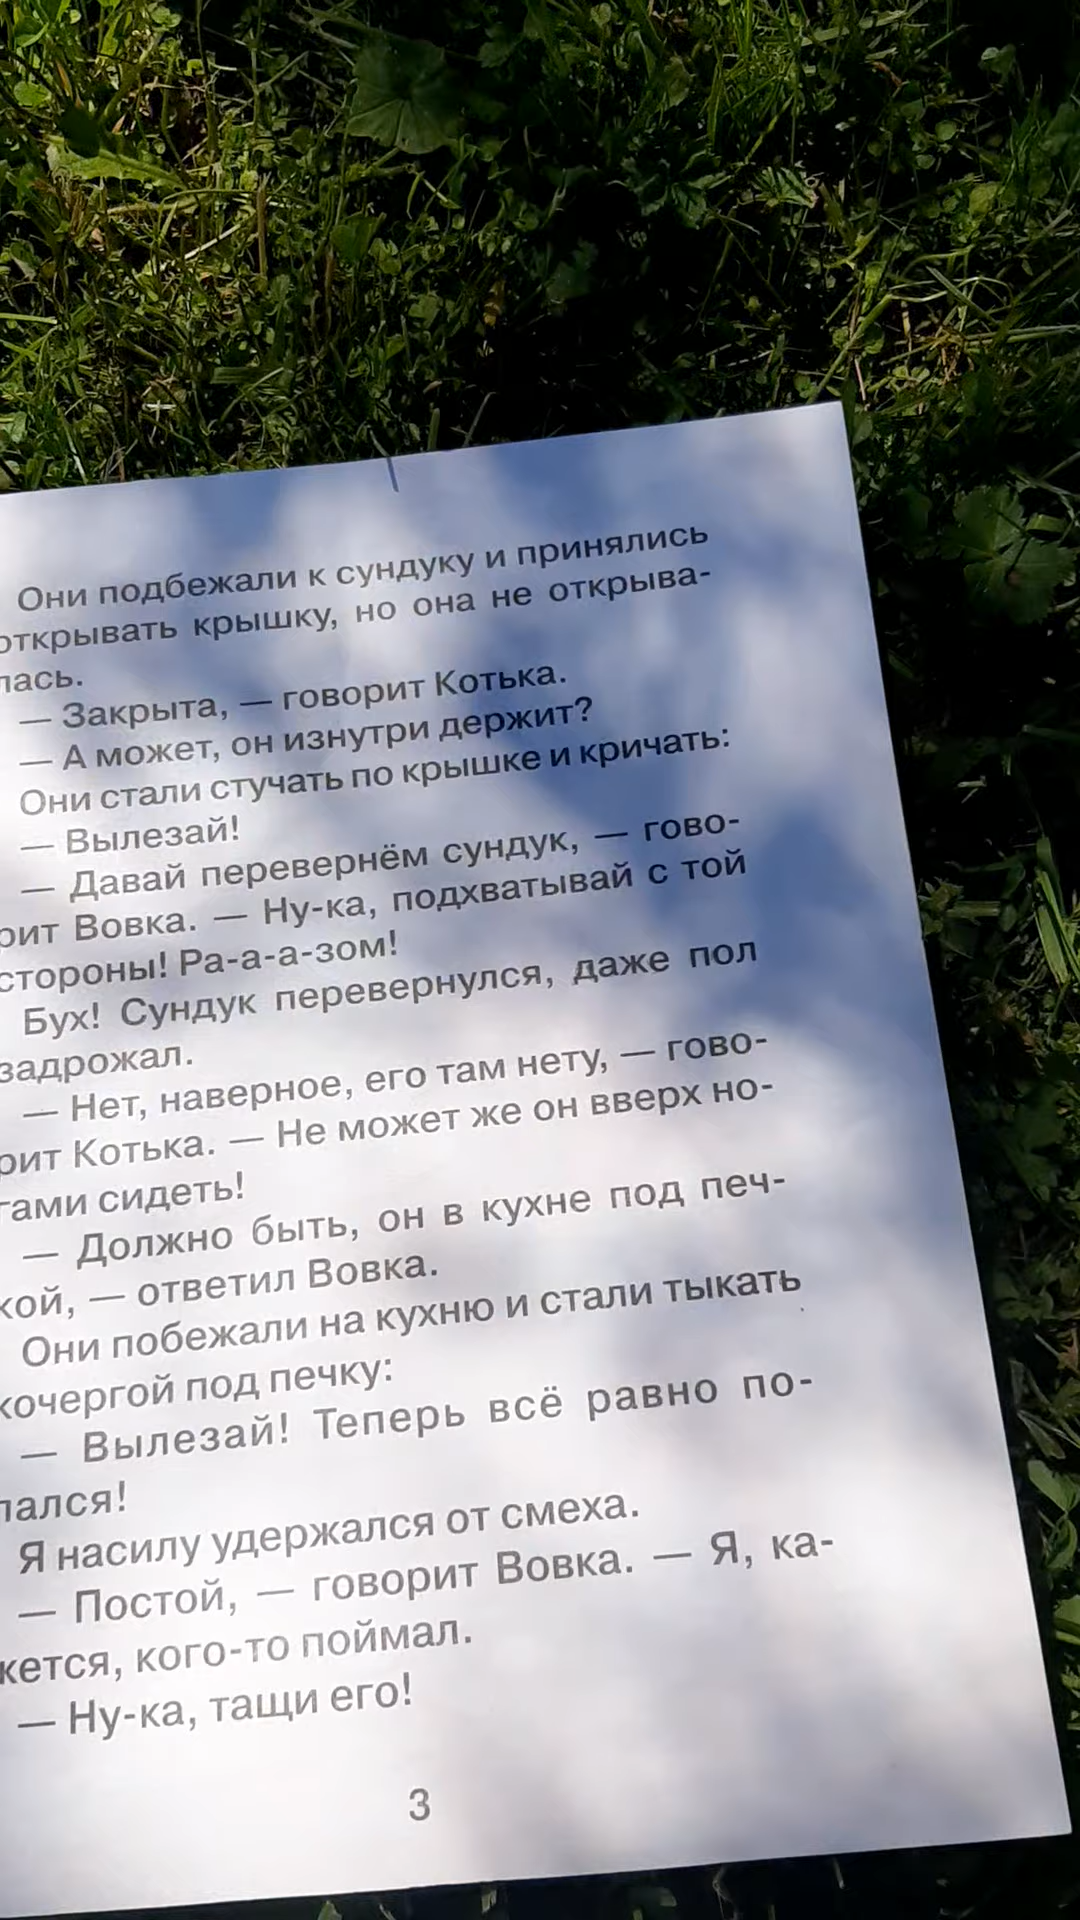 Они подбежали к сундуку и принялись
открывать крышку, но она не открыва-
лась.
— Закрыта, — говорит Котька.
— А может, он изнутри держит?
Они стали стучать по крышке и кричать:
— Вылезай!
— Давай перевернём сундук, — гово-
рит Вовка. — Ну-ка, подхватывай с той
стороны! Ра-а-а-зом!
Бух! Сундук перевернулся, даже пол
задрожал.
— Нет, наверное, его там нету, — гово-
рит Котька. — Не может же он вверх но-
гами сидеть!
— Должно быть, он в кухне под печ-
кой, — ответил Вовка.
Они побежали на кухню и стали тыкать
кочергой под печку:
— Вылезай! Теперь всё равно по-
пался!
Я насилу удержался от смеха.
— Постой, — говорит Вовка. — Я, ка-
жется, кого-то поймал.
— Ну-ка, тащи его!
3